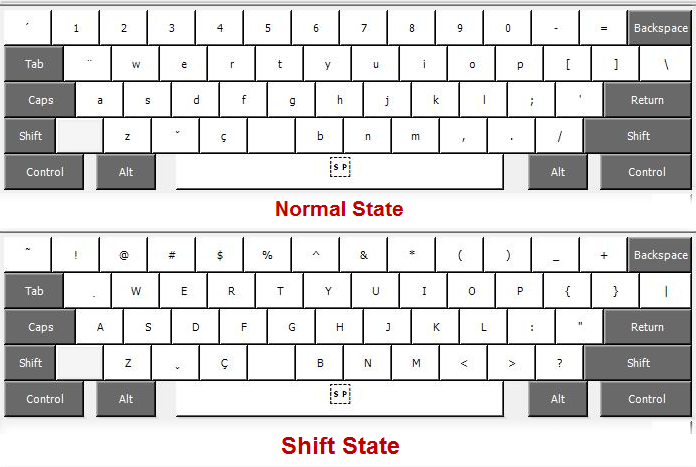 ´ 1 2 3 4 5 6 7 8 9 0 - = Backspace
Tab ¨ w e r t y u i o p [ ] \
Caps a s d f g h j k l ; ' Return
Shift z ˇ ç b n m , . / Shift
Control Alt SP Alt Control
Normal State
~ ! @ # $ % ^ & * ( ) _ + Backspace
Tab . W E R T Y U I O P { } |
Caps A S D F G H J K L : " Return
Shift Z ˇ Ç B N M < > ? Shift
Control Alt SP Alt Control
Shift State